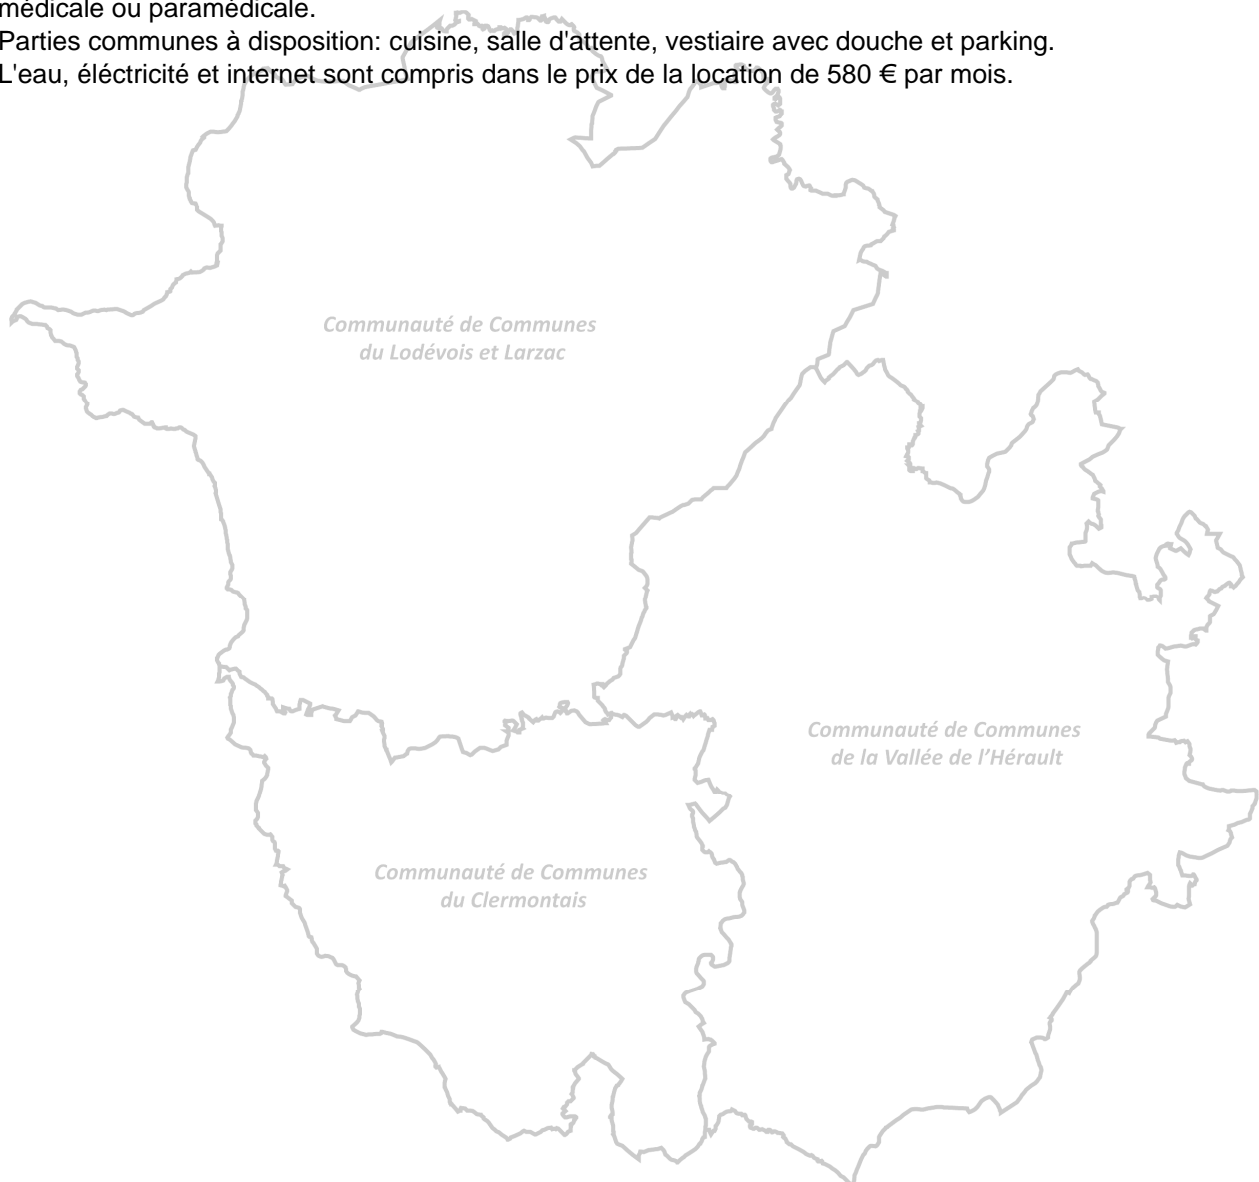 médicale ou paramédicale.
Parties communes à disposition: cuisine, salle d'attente, vestiaire avec douche et parking.
L'eau, éléctricité et internet sont compris dans le prix de la location de 580 € par mois.
Communauté de Communes
du Lodévois et Larzac
Communauté de Communes
de la Vallée de l'Hérault
Communauté de Communes
du Clermontais